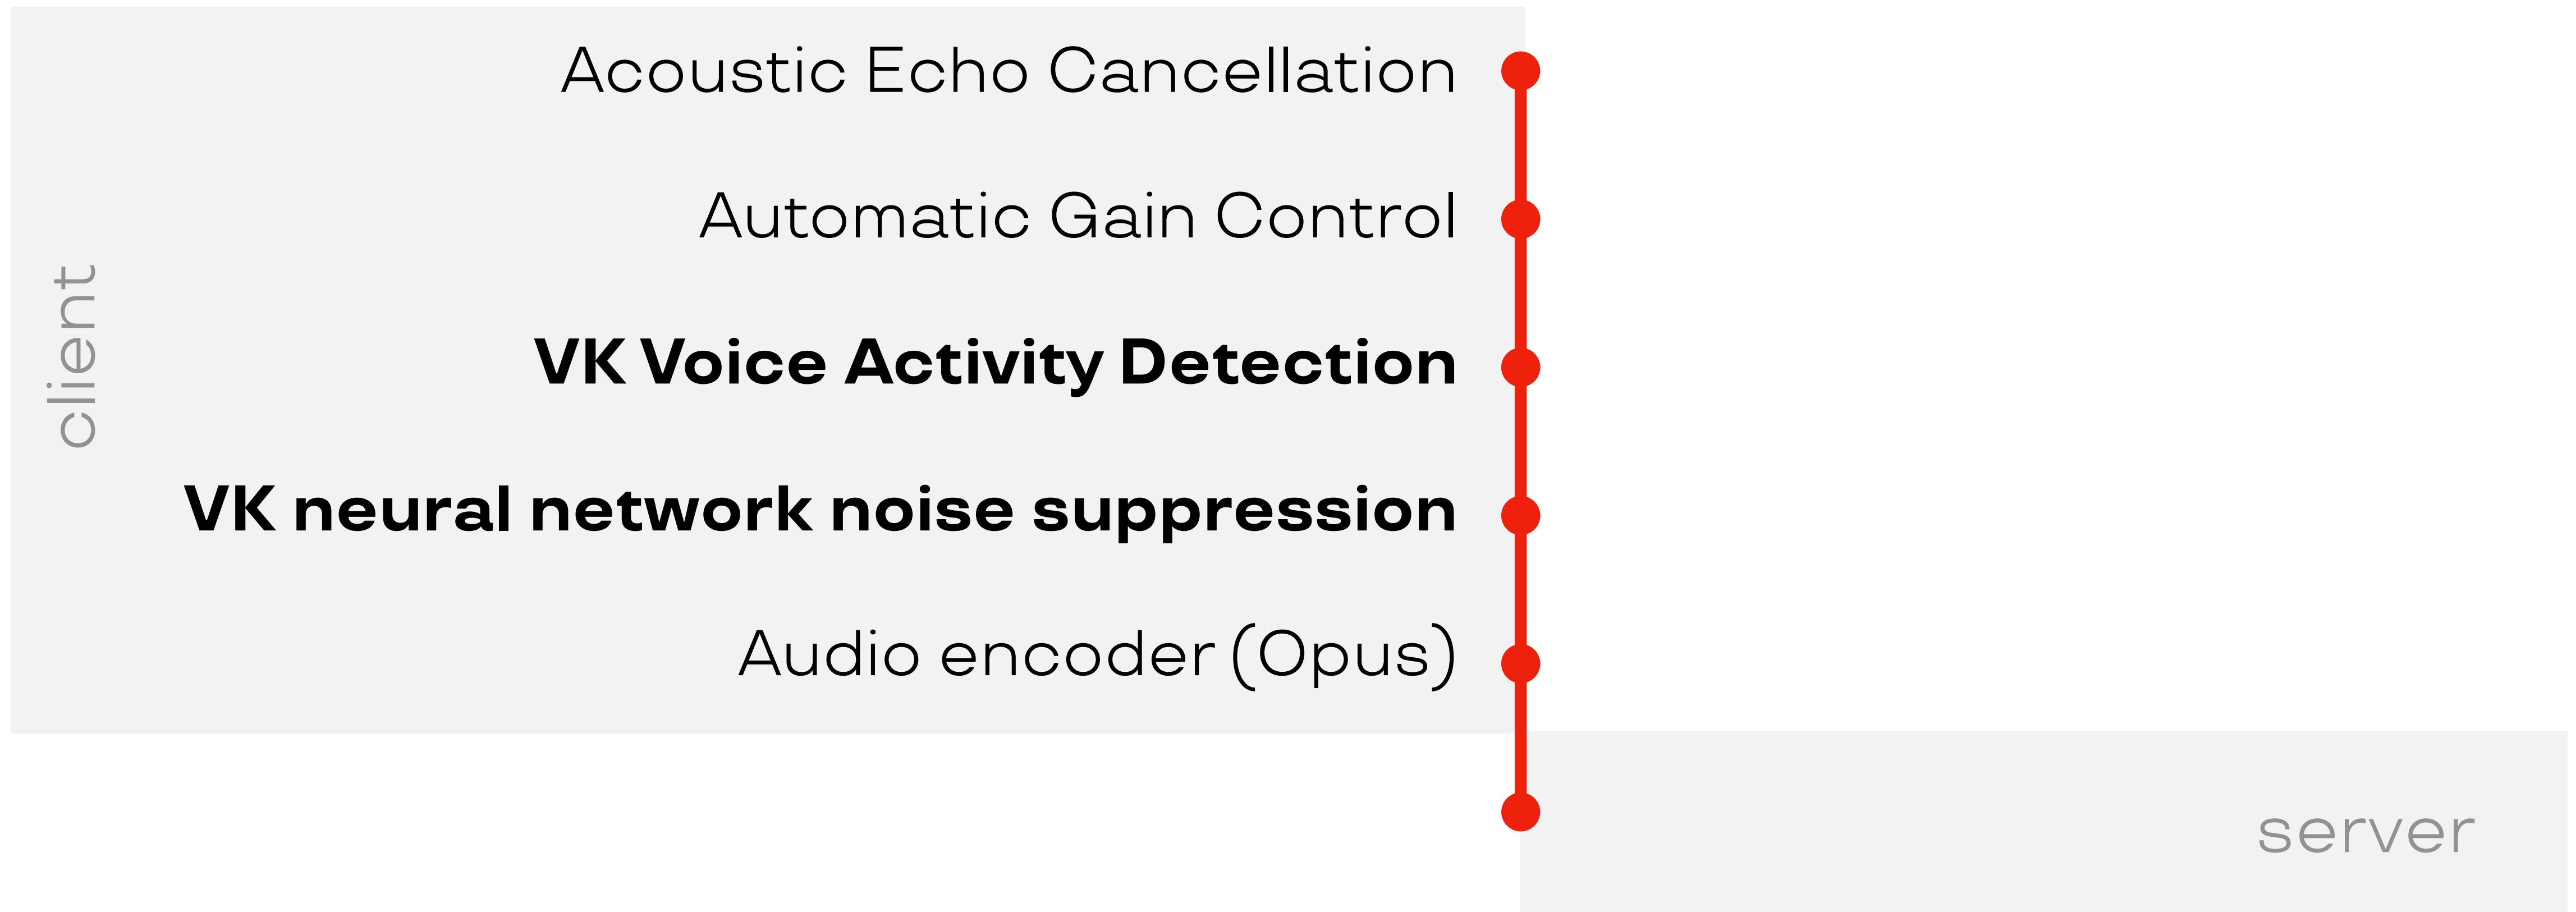 Acoustic Echo Cancellation
Automatic Gain Control
client
VK Voice Activity Detection
VK neural network noise suppression
Audio encoder (Opus)
server